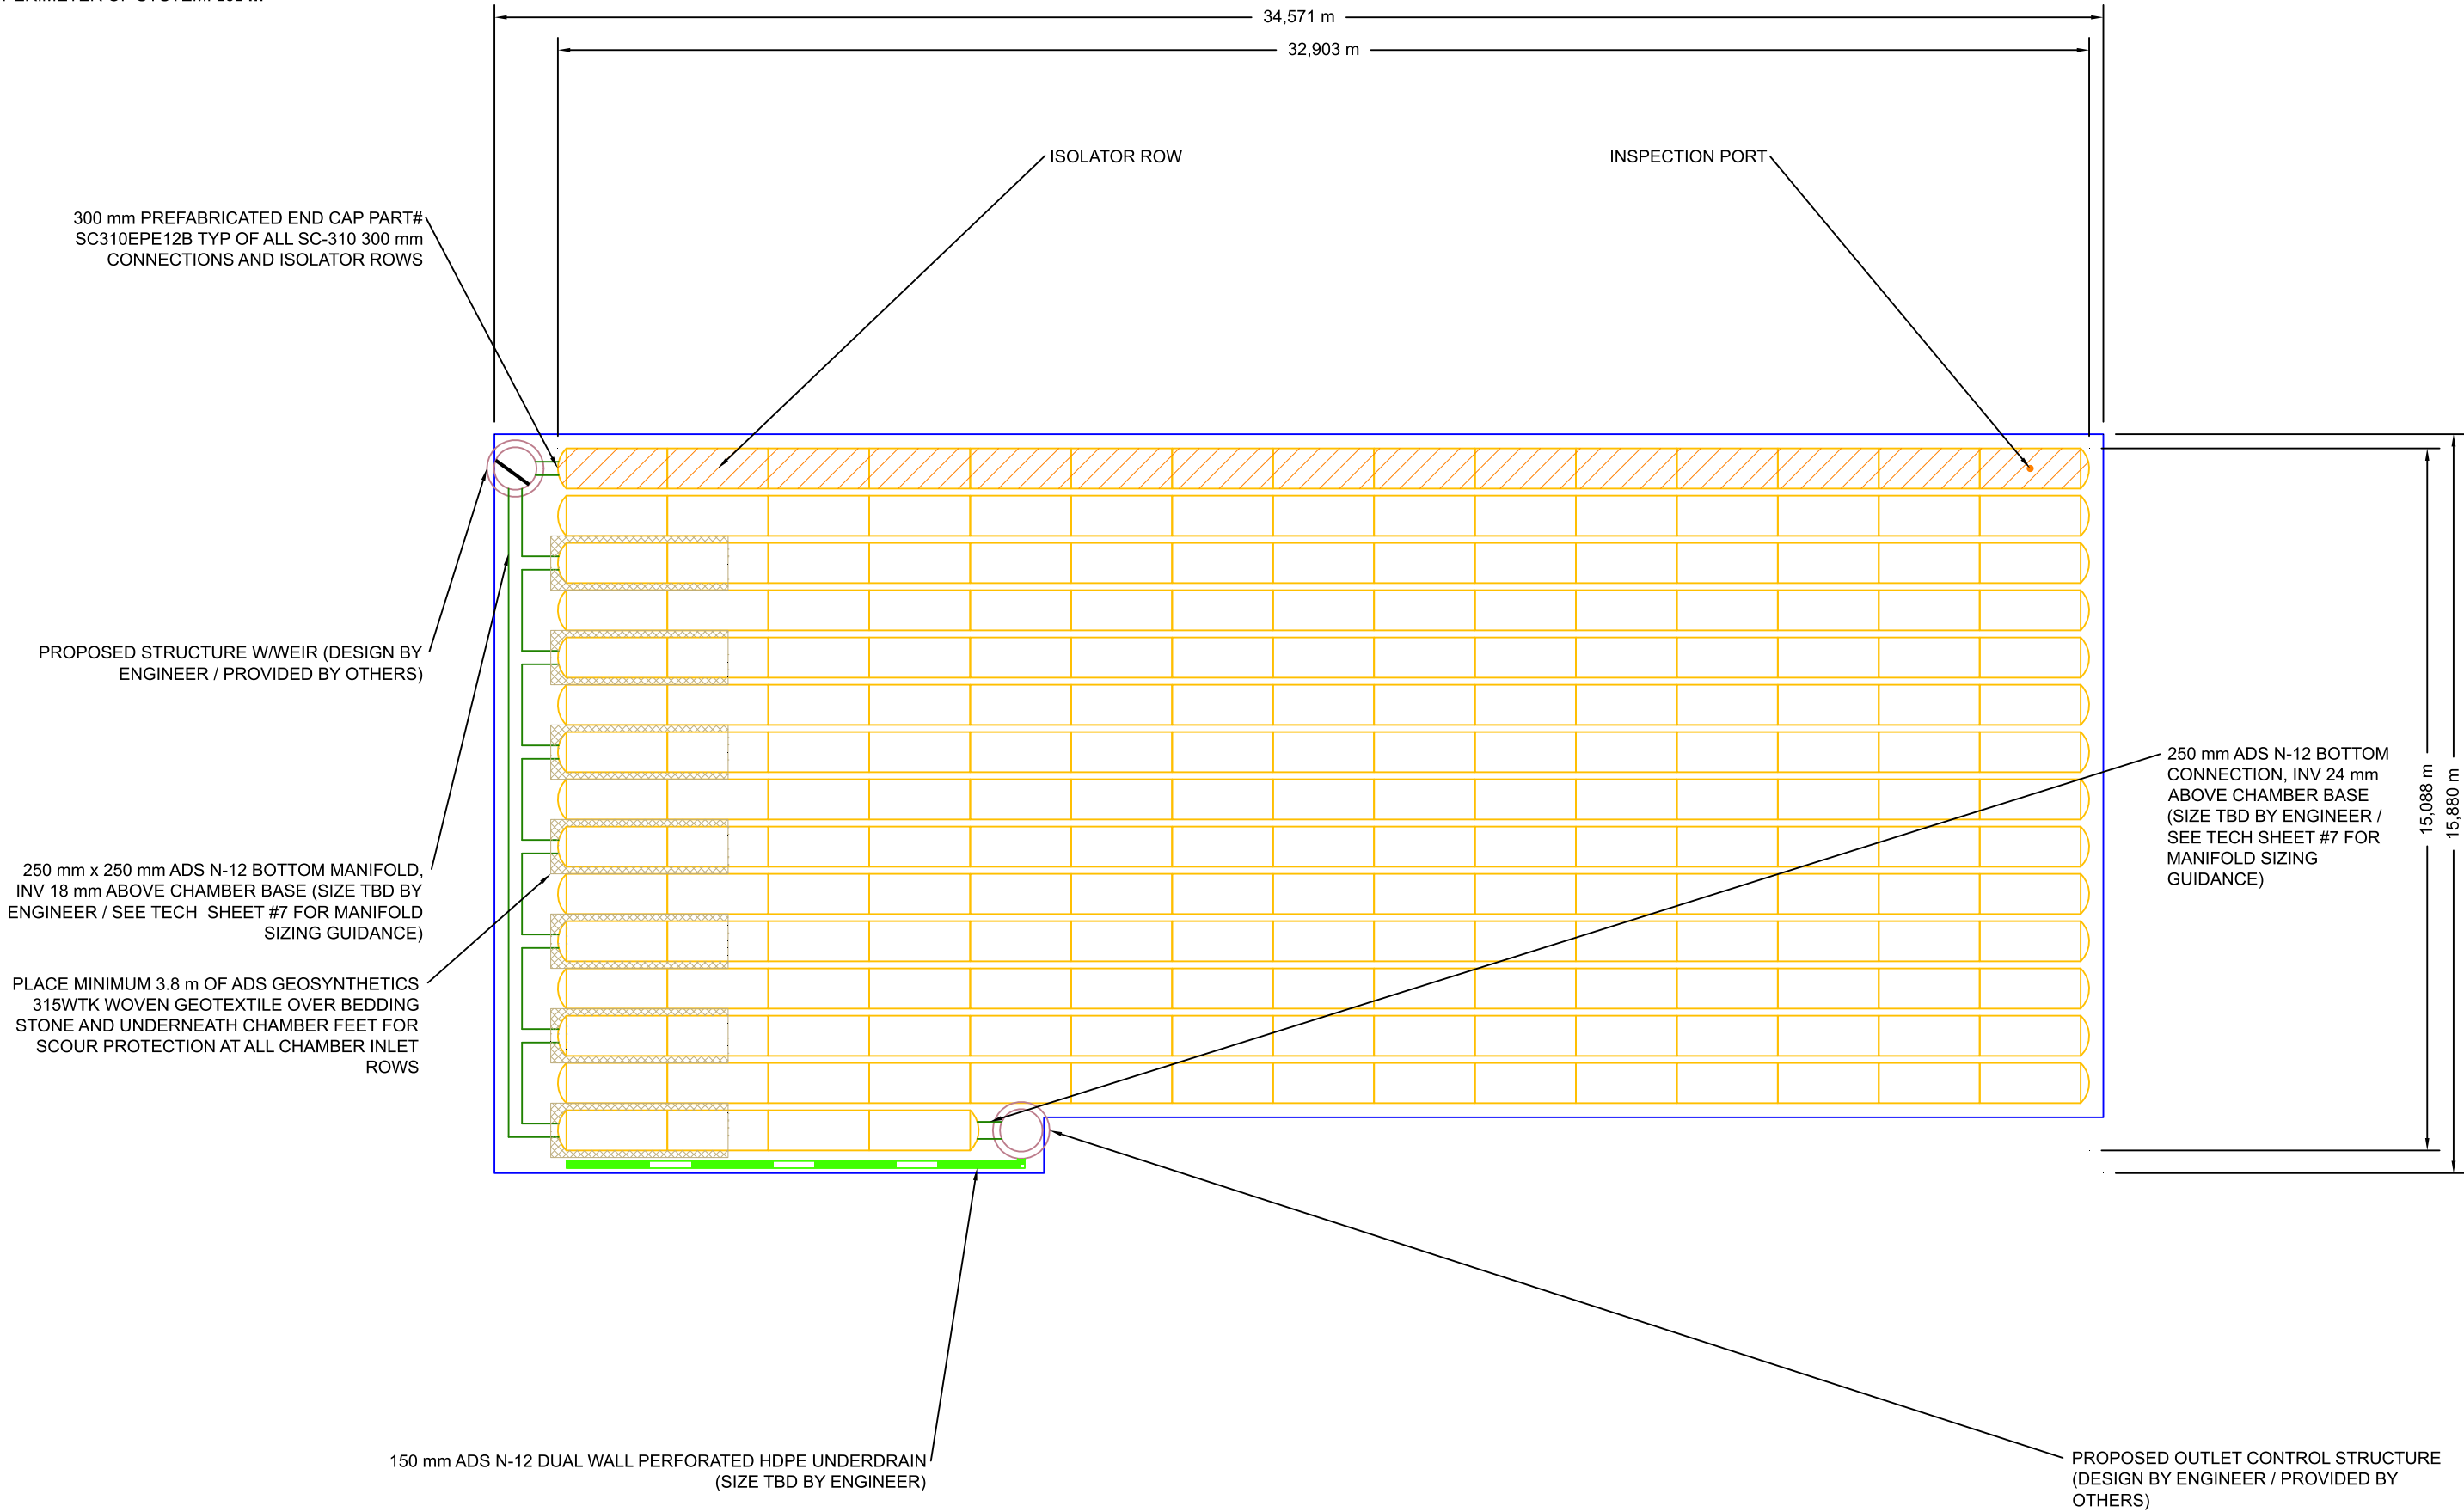 34,571 m
32,903 m
ISOLATOR ROW
INSPECTION PORT
300 mm PREFABRICATED END CAP PART#
SC310EPE12B TYP OF ALL SC-310 300 mm
CONNECTIONS AND ISOLATOR ROWS
PROPOSED STRUCTURE W/WEIR (DESIGN BY
ENGINEER / PROVIDED BY OTHERS)
250 mm x 250 mm ADS N-12 BOTTOM MANIFOLD,
INV 18 mm ABOVE CHAMBER BASE (SIZE TBD BY
ENGINEER / SEE TECH SHEET #7 FOR MANIFOLD
SIZING GUIDANCE)
PLACE MINIMUM 3.8 m OF ADS GEOSYNTHETICS
315WTK WOVEN GEOTEXTILE OVER BEDDING
STONE AND UNDERNEATH CHAMBER FEET FOR
SCOUR PROTECTION AT ALL CHAMBER INLET
ROWS
250 mm ADS N-12 BOTTOM
CONNECTION, INV 24 mm
ABOVE CHAMBER BASE
(SIZE TBD BY ENGINEER /
SEE TECH SHEET #7 FOR
MANIFOLD SIZING
GUIDANCE)
15,088 m
15,880 m
150 mm ADS N-12 DUAL WALL PERFORATED HDPE UNDERDRAIN
(SIZE TBD BY ENGINEER)
PROPOSED OUTLET CONTROL STRUCTURE
(DESIGN BY ENGINEER / PROVIDED BY
OTHERS)